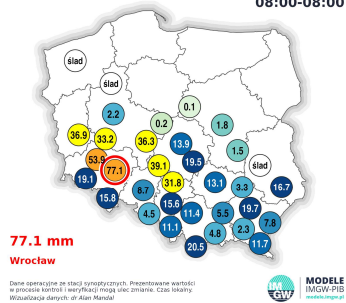 08:00-08:00
ślad
ślad
2.2
0.1
0.2
1.8
36.9
33.2
36.3
13.9
1.5
53.9
39.1
19.5
ślad
77.1
19.1
31.8
13.1
3.3
16.7
15.8
8.7
15.6
19.7
4.5
11.4
5.5
7.8
11.1
4.8
2.3
20.5
11.7
77.1 mm
Wrocław
Dane operacyjne ze stacji synoptycznych. Prezentowane wartości
w procesie kontroli i weryfikacji mogą ulec zmianie. Czas lokalny.
Wizualizacja danych: dr Alan Mandal
IM
GW
MODELE
IMGW-PIB
modele.imgw.pl